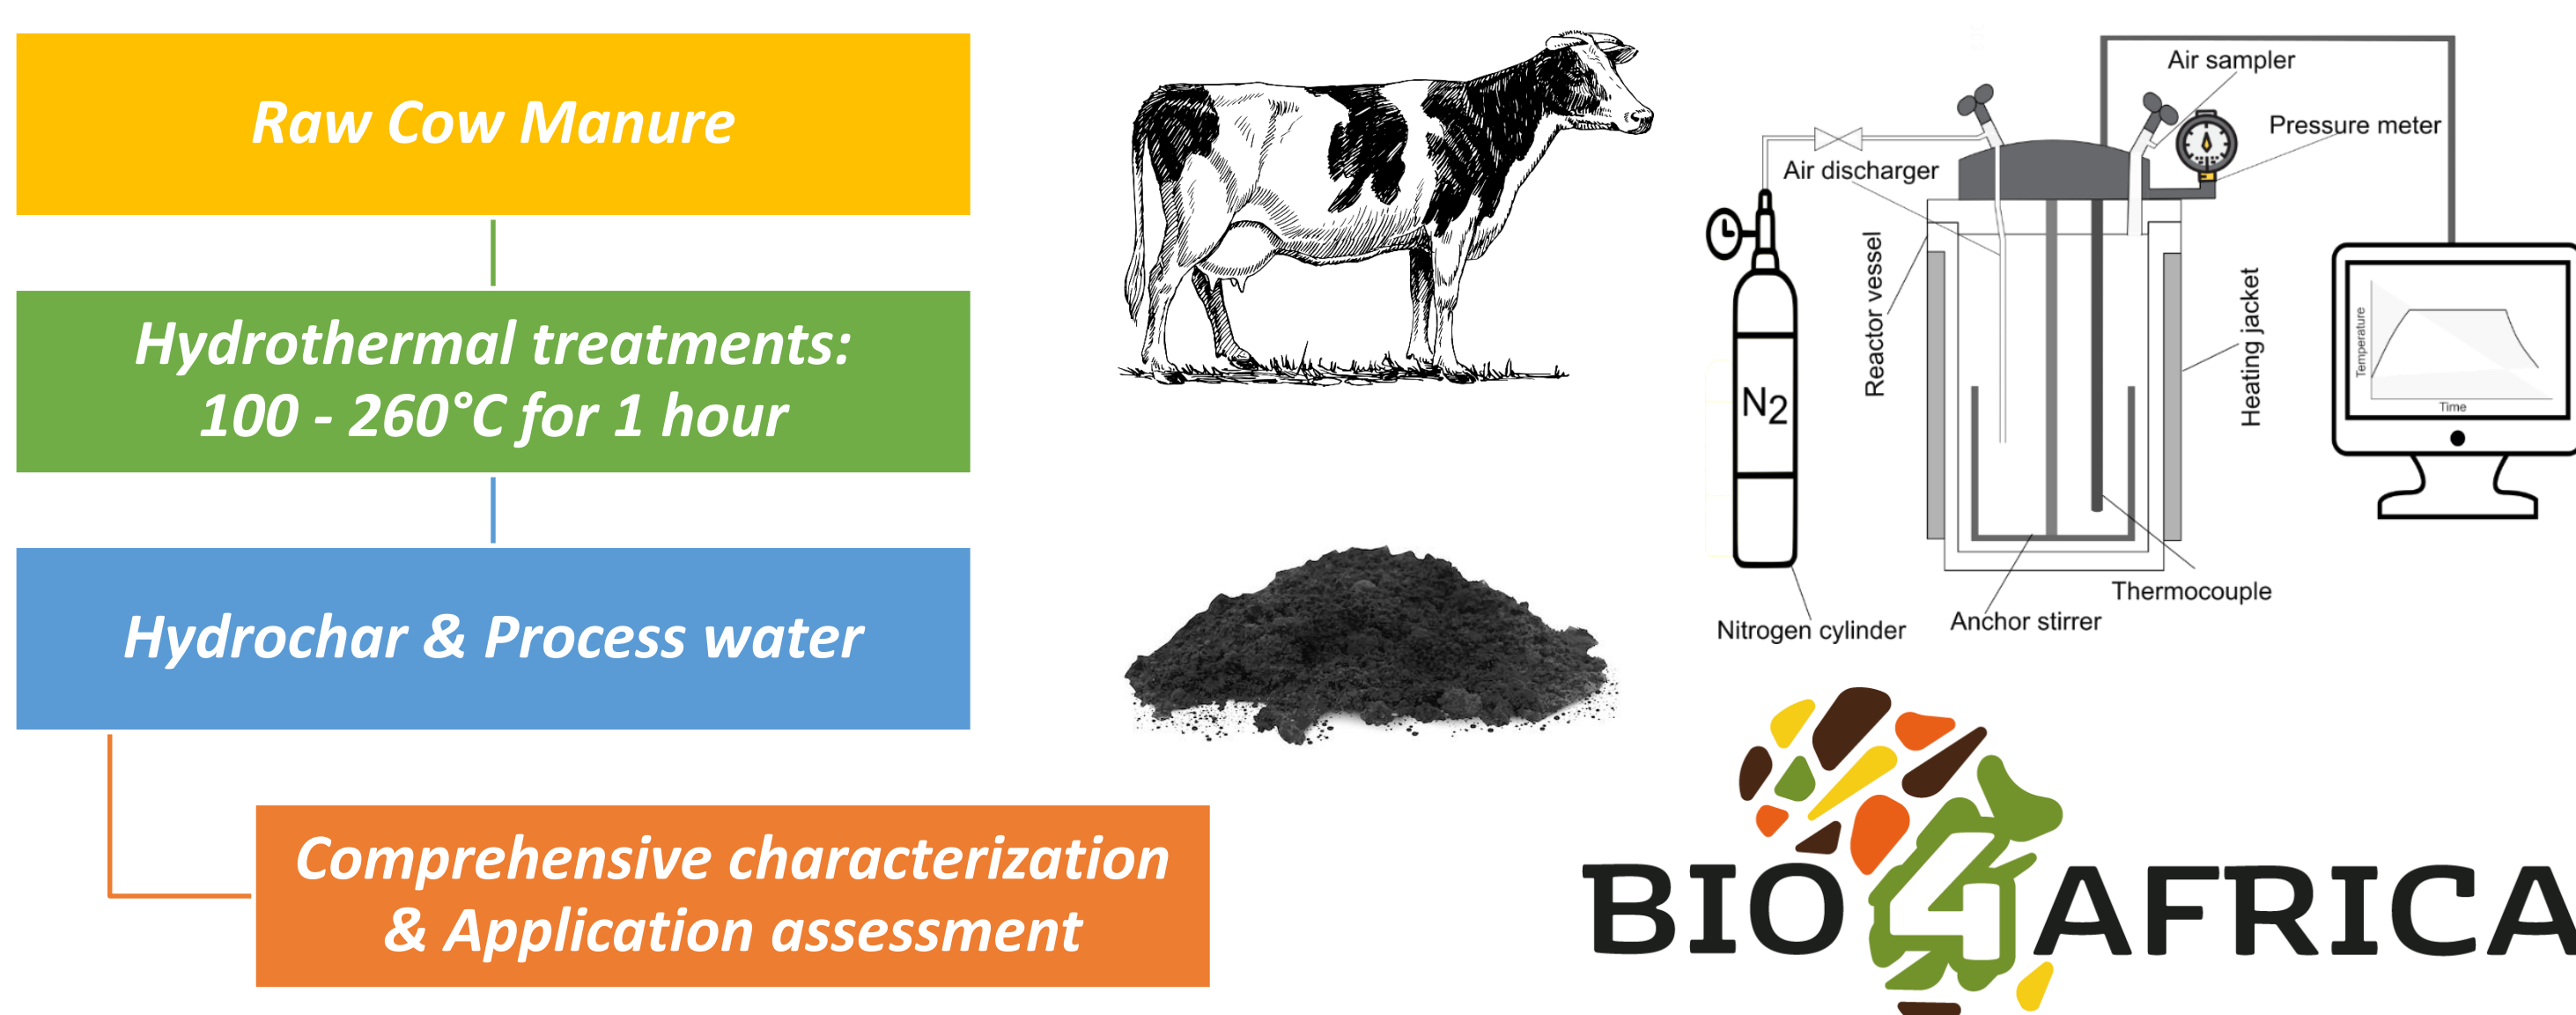 Raw Cow Manure
Hydrothermal treatments:
100 - 260°C for 1 hour
Hydrochar & Process water
Comprehensive characterization
& Application assessment
Air sampler
Pressure meter
Air discharger
Reactor vessel
Heating jacket
N2
Temperature
Time
Thermocouple
Anchor stirrer
Nitrogen cylinder
BIO4AFRICA